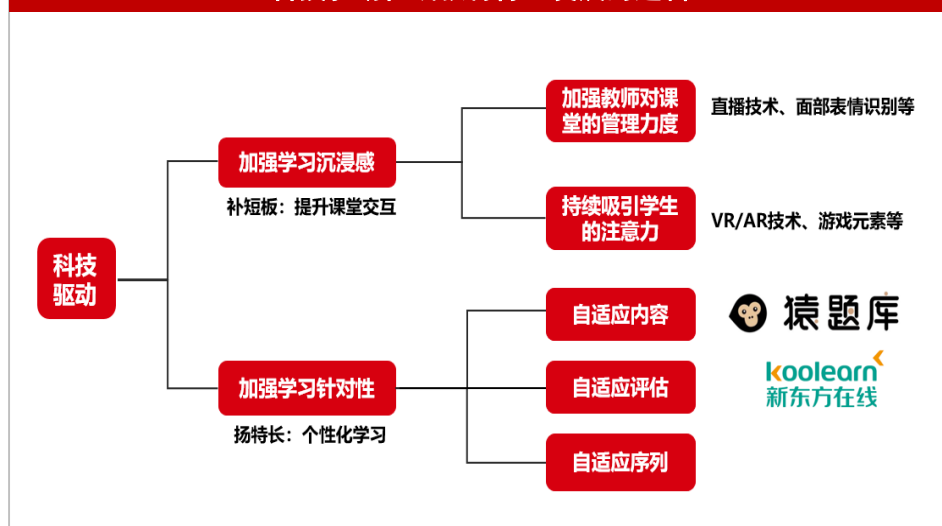 科技
驱动
加强学习沉浸感
补短板：提升课堂交互
加强教师对课
堂的管理力度
直播技术、面部表情识别等
持续吸引学生
的注意力
VR/AR技术、游戏元素等
加强学习针对性
扬特长：个性化学习
自适应内容
猿题库
自适应评估
koolearn
新东方在线
自适应序列